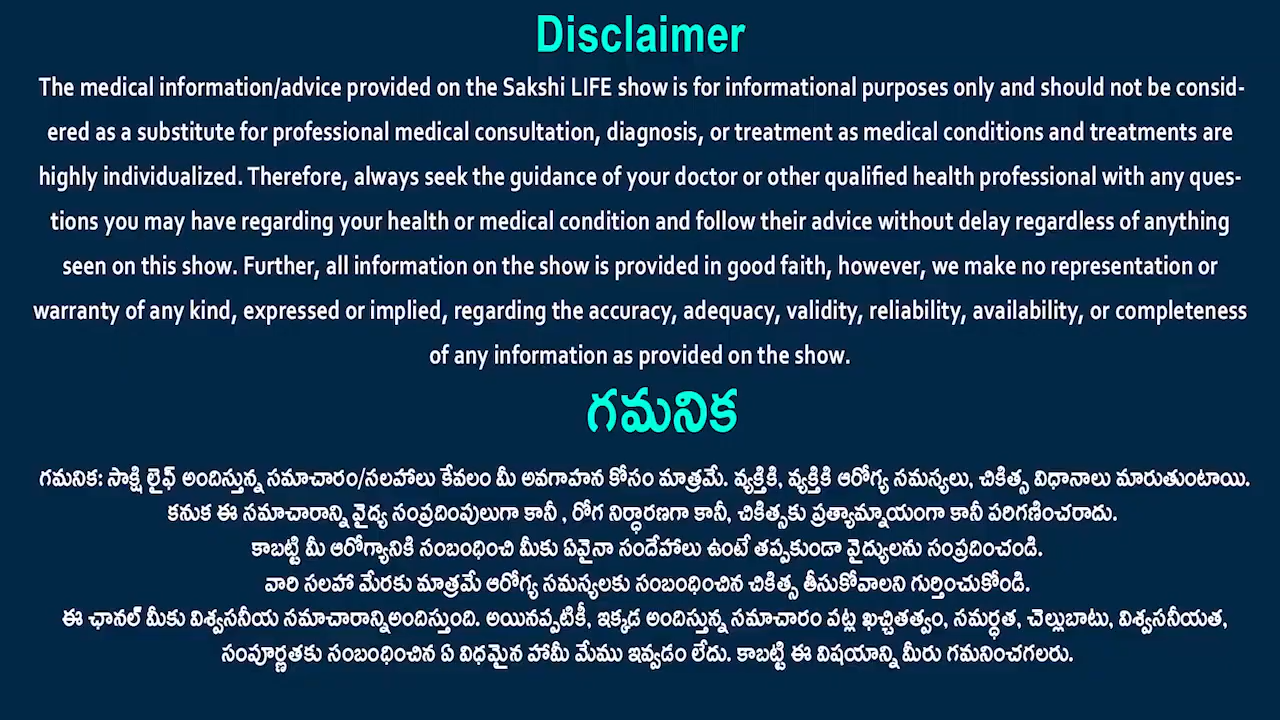 Disclaimer
The medical information/advice provided on the Sakshi LIFE show is for informational purposes only and should not be consid-
ered as a substitute for professional medical consultation, diagnosis, or treatment as medical conditions and treatments are
highly individualized. Therefore, always seek the guidance of your doctor or other qualified health professional with any ques-
tions you may have regarding your health or medical condition and follow their advice without delay regardless of anything
seen on this show. Further, all information on the show is provided in good faith, however, we make no representation or
warranty of any kind, expressed or implied, regarding the accuracy, adequacy, validity, reliability, availability, or completeness
of any information as provided on the show.
గమనిక
గమనిక: సాక్షి లైఫ్ అందిస్తున్న సమాచారం/సలహాలు కేవలం మీ అవగాహన కోసం మాత్రమే. వ్యక్తికి, వ్యక్తికి ఆరోగ్య సమస్యలు, చికిత్స విధానాలు మారుతుంటాయి.
కనుక ఈ సమాచారాన్ని వైద్య సంప్రదింపులుగా కానీ , రోగ నిర్ధారణగా కానీ, చికిత్సకు ప్రత్యామ్నాయంగా కానీ పరిగణించరాదు.
కాబట్టి మీ ఆరోగ్యానికి సంబంధించి మీకు ఏవైనా సందేహాలు ఉంటే తప్పకుండా వైద్యులను సంప్రదించండి.
వారి సలహా మేరకు మాత్రమే ఆరోగ్య సమస్యలకు సంబంధించిన చికిత్స తీసుకోవాలని గుర్తించుకోండి.
ఈ ఛానల్ మీకు విశ్వసనీయ సమాచారాన్నిఅందిస్తుంది. అయినప్పటికీ, ఇక్కడ అందిస్తున్న సమాచారం పట్ల ఖచ్చితత్వం, సమర్ధత, చెల్లుబాటు, విశ్వసనీయత,
సంపూర్ణతకు సంబంధించిన ఏ విధమైన హామీ మేము ఇవ్వడం లేదు. కాబట్టి ఈ విషయాన్ని మీరు గమనించగలరు.